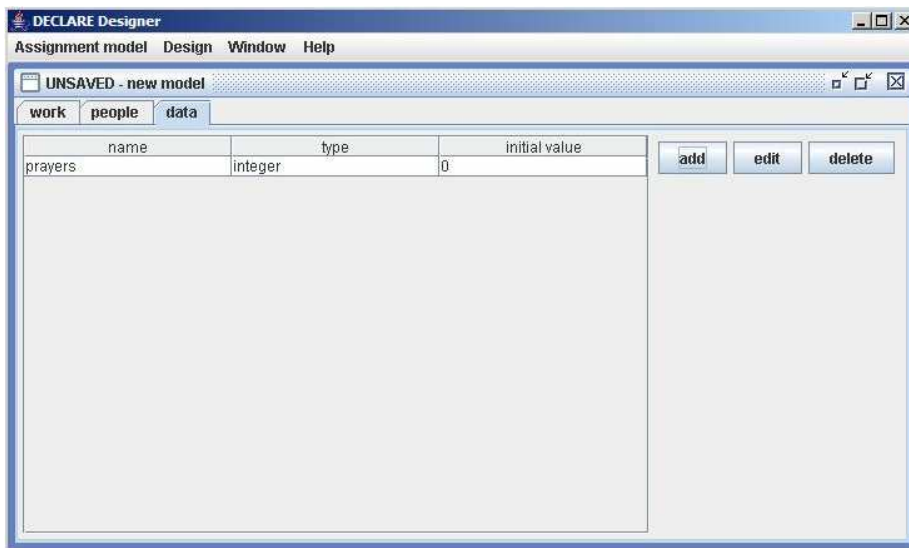 DECLARE Designer
Assignment model Design Window Help
UNSAVED - new model
work people data
name type initial value
prayers integer 0
add edit delete